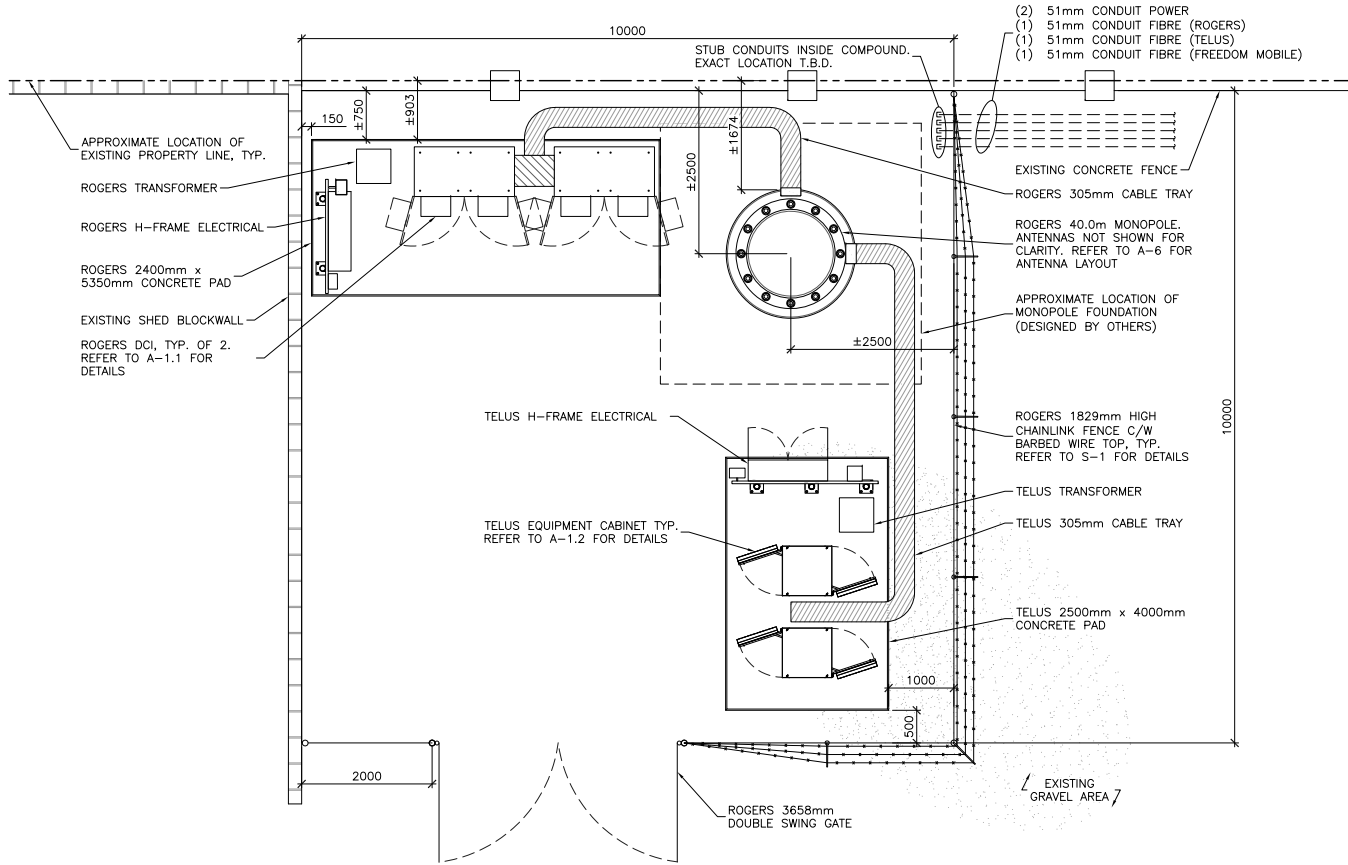 (2) 51mm CONDUIT POWER
(1) 51mm CONDUIT FIBRE (ROGERS)
(1) 51mm CONDUIT FIBRE (TELUS)
(1) 51mm CONDUIT FIBRE (FREEDOM MOBILE)
10000
STUB CONDUITS INSIDE COMPOUND.
EXACT LOCATION T.B.D.
±750
±903
150
±1674
±2500
APPROXIMATE LOCATION OF
EXISTING PROPERTY LINE, TYP.
ROGERS TRANSFORMER
ROGERS H-FRAME ELECTRICAL
ROGERS 2400mm x
5350mm CONCRETE PAD
EXISTING SHED BLOCKWALL
ROGERS DCI, TYP. OF 2.
REFER TO A-1.1 FOR
DETAILS
EXISTING CONCRETE FENCE
ROGERS 305mm CABLE TRAY
ROGERS 40.0m MONOPOLE.
ANTENNAS NOT SHOWN FOR
CLARITY. REFER TO A-6 FOR
ANTENNA LAYOUT
APPROXIMATE LOCATION OF
MONOPOLE FOUNDATION
(DESIGNED BY OTHERS)
±2500
10000
TELUS H-FRAME ELECTRICAL
ROGERS 1829mm HIGH
CHAINLINK FENCE C/W
BARBED WIRE TOP, TYP.
REFER TO S-1 FOR DETAILS
TELUS TRANSFORMER
TELUS EQUIPMENT CABINET TYP.
REFER TO A-1.2 FOR DETAILS
TELUS 305mm CABLE TRAY
TELUS 2500mm x 4000mm
CONCRETE PAD
1000
500
2000
EXISTING
GRAVEL AREA
ROGERS 3658mm
DOUBLE SWING GATE